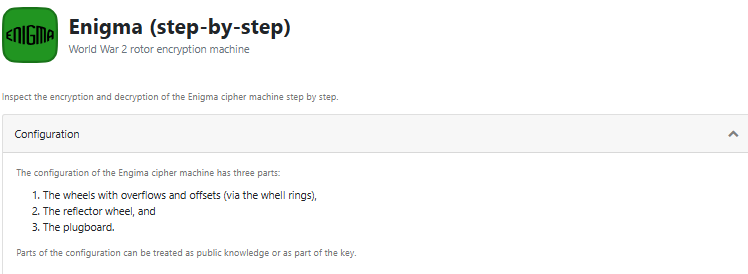 ENIGMA
Enigma (step-by-step)
World War 2 rotor encryption machine
Inspect the encryption and decryption of the Enigma cipher machine step by step.
Configuration
The configuration of the Engima cipher machine has three parts:
1. The wheels with overflows and offsets (via the whell rings),
2. The reflector wheel, and
3. The plugboard.
Parts of the configuration can be treated as public knowledge or as part of the key.